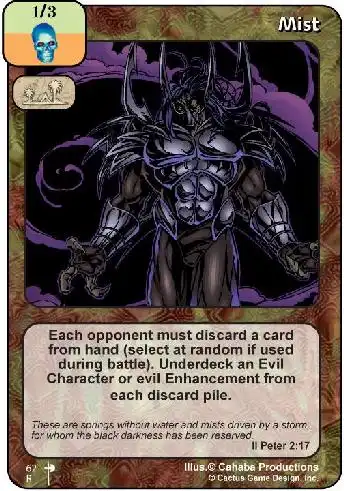 1/3
Mist
Each opponent must discard a card
from hand (select at random if used
during battle). Underdeck an Evil
Character or evil Enhancement from
each discard pile.
These are springs without water and mists driven by a storm,
for whom the black darkness has been reserved.
II Peter 2:17
Illus.© Cahaba Productions
© Cactus Game Design, Inc.
R